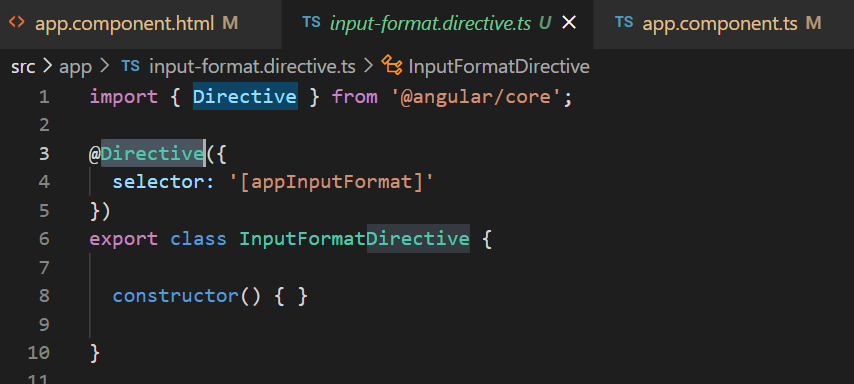 <> app.component.html M TS input-format.directive.ts U × TS app.component.ts M
src > app > TS input-format.directive.ts > InputFormatDirective
1 import { Directive } from '@angular/core';
2
3 @Directive({
4 selector: '[appInputFormat]'
5 })
6 export class InputFormatDirective {
7
8 constructor() { }
9
10 }
11